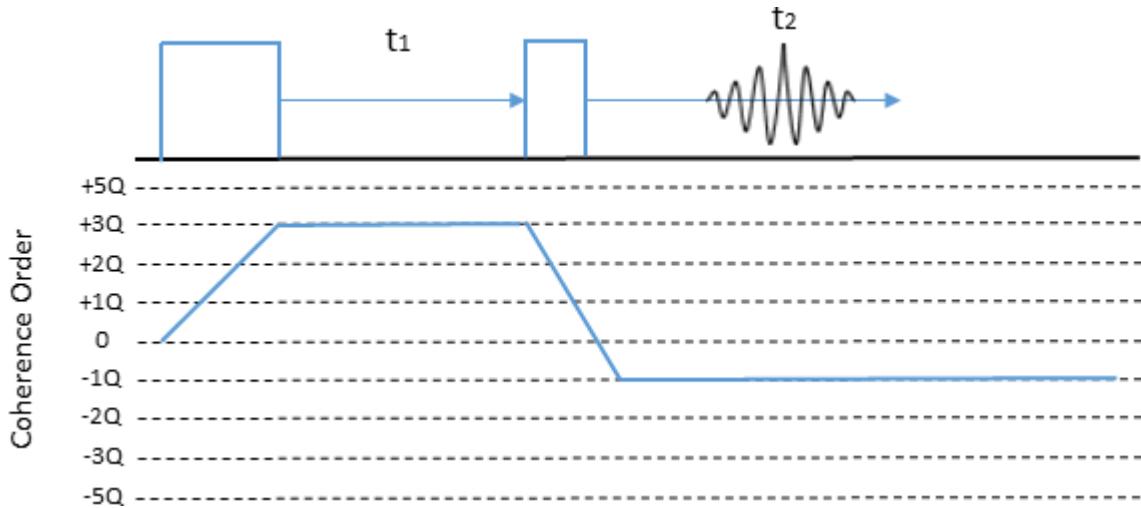 t1
t2
Coherence Order
+5Q
+3Q
+2Q
+1Q
0
-1Q
-2Q
-3Q
-5Q